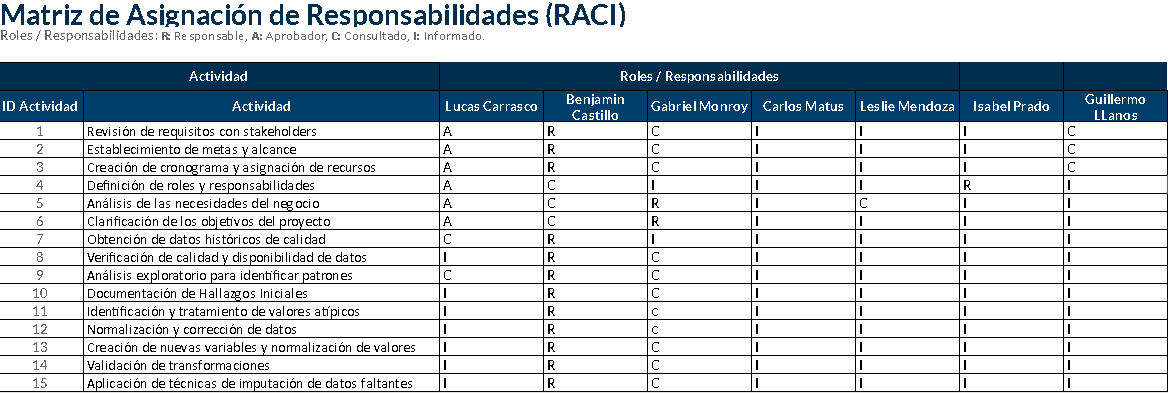 Matriz de Asignación de Responsabilidades (RACI)
Roles / Responsabilidades: R: Responsable, A: Aprobador, C: Consultado, I: Informado.
Actividad Roles / Responsabilidades
ID Actividad Actividad Lucas Carrasco Benjamin Castillo Gabriel Monroy Carlos Matus Leslie Mendoza Isabel Prado Guillermo LLanos
1 Revisión de requisitos con stakeholders A R C I I I C
2 Establecimiento de metas y alcance A R C I I I C
3 Creación de cronograma y asignación de recursos A R C I I I C
4 Definición de roles y responsabilidades A C I I I R I
5 Análisis de las necesidades del negocio A C R I C I I
6 Clarificación de los objetivos del proyecto A C R I I I I
7 Obtención de datos históricos de calidad C R I I I I I
8 Verificación de calidad y disponibilidad de datos I R C I I I I
9 Análisis exploratorio para identificar patrones C R C I I I I
10 Documentación de Hallazgos Iniciales I R C I I I I
11 Identificación y tratamiento de valores atípicos I R c I I I I
12 Normalización y corrección de datos I R c I I I I
13 Creación de nuevas variables y normalización de valores I R C I I I I
14 Validación de transformaciones I R C I I I I
15 Aplicación de técnicas de imputación de datos faltantes I R C I I I I